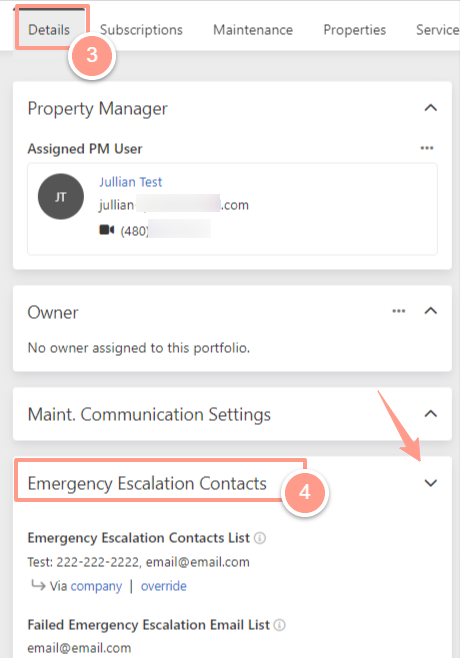 Details Subscriptions Maintenance Properties Service
3
Property Manager
Assigned PM User
JT
Jullian Test
jullian .com
(480)
Owner
No owner assigned to this portfolio.
Maint. Communication Settings
Emergency Escalation Contacts
4
Emergency Escalation Contacts List
Test: 222-222-2222, email@email.com
Via company | override
Failed Emergency Escalation Email List
email@email.com